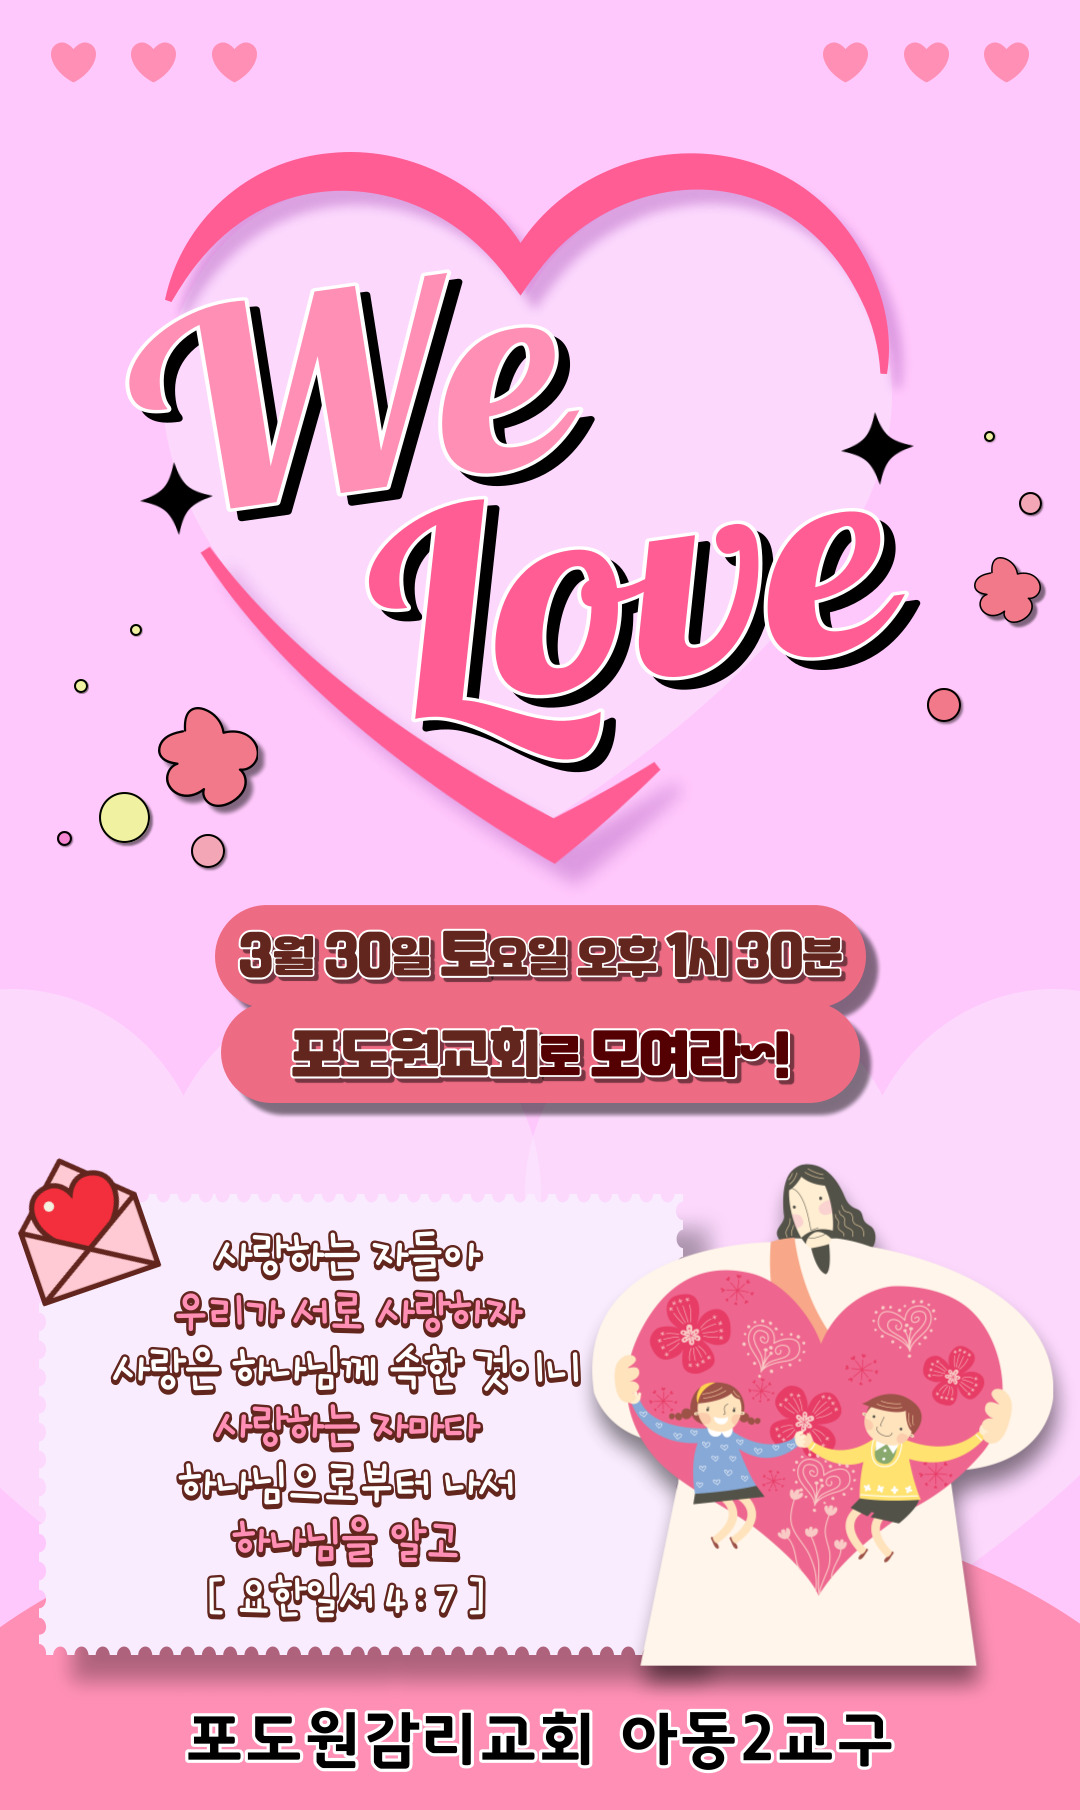 We
Love
3월 30일 토요일 오후 1시 30분
포도원교회로 모여라~!
사랑하는 자들아
우리가 서로 사랑하자
사랑은 하나님께 속한 것이니
사랑하는 자마다
하나님으로부터 나서
하나님을 알고
[ 요한일서 4 : 7 ]
포도원감리교회 아동2교구